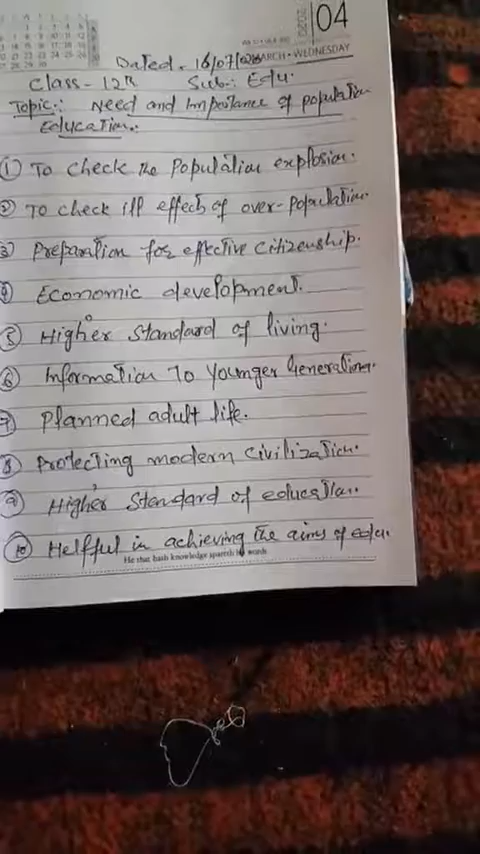 04
MARCH • WEDNESDAY
Dated - 16/07/
Class - 12th Sub:- Edu.
Topic:- Need and Importance of population
Education:-
① To check the Population explosion.
② To check ill effects of over-population.
③ Preparation for effective citizenship.
④ Economic development.
⑤ Higher Standard of living.
⑥ Information To Younger Generation.
⑦ Planned adult life.
⑧ Protecting modern civilization.
⑨ Higher Standard of education.
⑩ Helpful in achieving the aims of edu.
He that hath knowledge spareth his words